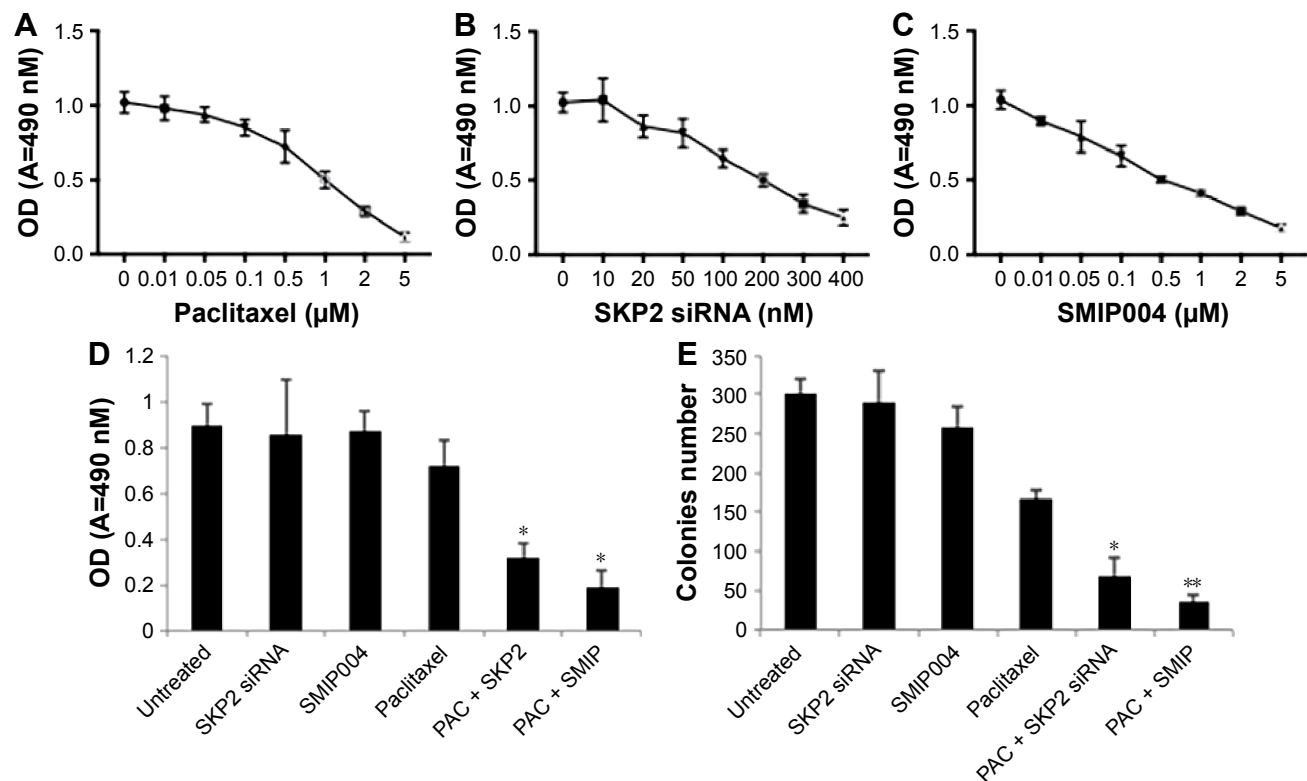 A
OD (A=490 nM)
1.5
1.0
0.5
0.0
0 0.01 0.05 0.1 0.5 1 2 5
Paclitaxel (µM)
B
OD (A=490 nM)
1.5
1.0
0.5
0.0
0 10 20 50 100 200 300 400
SKP2 siRNA (nM)
C
OD (A=490 nM)
1.5
1.0
0.5
0.0
0 0.01 0.05 0.1 0.5 1 2 5
SMIP004 (µM)
D
OD (A=490 nM)
1.2
1
0.8
0.6
0.4
0.2
0
*
*
Untreated
SKP2 siRNA
SMIP004
Paclitaxel
PAC + SKP2
PAC + SMIP
E
Colonies number
350
300
250
200
150
100
50
0
*
**
Untreated
SKP2 siRNA
SMIP004
Paclitaxel
PAC + SKP2 siRNA
PAC + SMIP